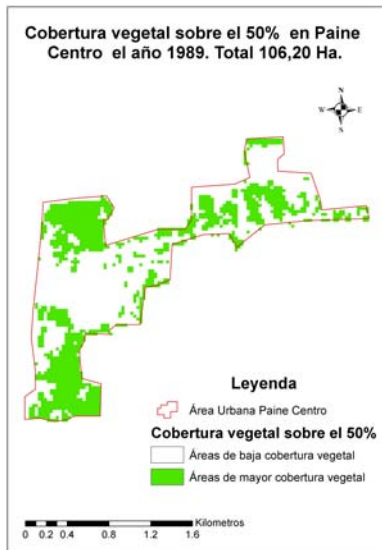 Cobertura vegetal sobre el 50% en Paine
Centro el año 1989. Total 106,20 Ha.
N
W E
S
Leyenda
Área Urbana Paine Centro
Cobertura vegetal sobre el 50%
Áreas de baja cobertura vegetal
Áreas de mayor cobertura vegetal
Kilometros
0 0.2 0.4 0.8 1.2 1.6